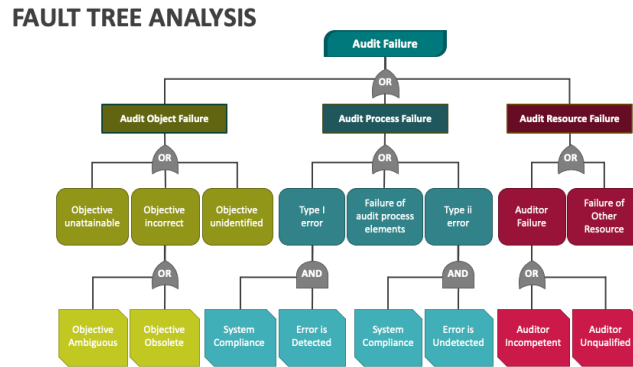 FAULT TREE ANALYSIS
Audit Failure
OR
Audit Object Failure
Audit Process Failure
Audit Resource Failure
OR
OR
OR
Objective
unattainable
Objective
incorrect
Objective
unidentified
Type I
error
Failure of
audit process
elements
Type ii
error
Auditor
Failure
Failure of
Other
Resource
OR
AND
AND
OR
Objective
Ambiguous
Objective
Obsolete
System
Compliance
Error is
Detected
System
Compliance
Error is
Undetected
Auditor
Incompetent
Auditor
Unqualified